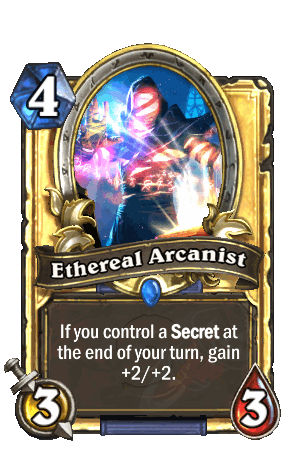 4
Ethereal Arcanist
If you control a Secret at
the end of your turn, gain
+2/+2.
3
3